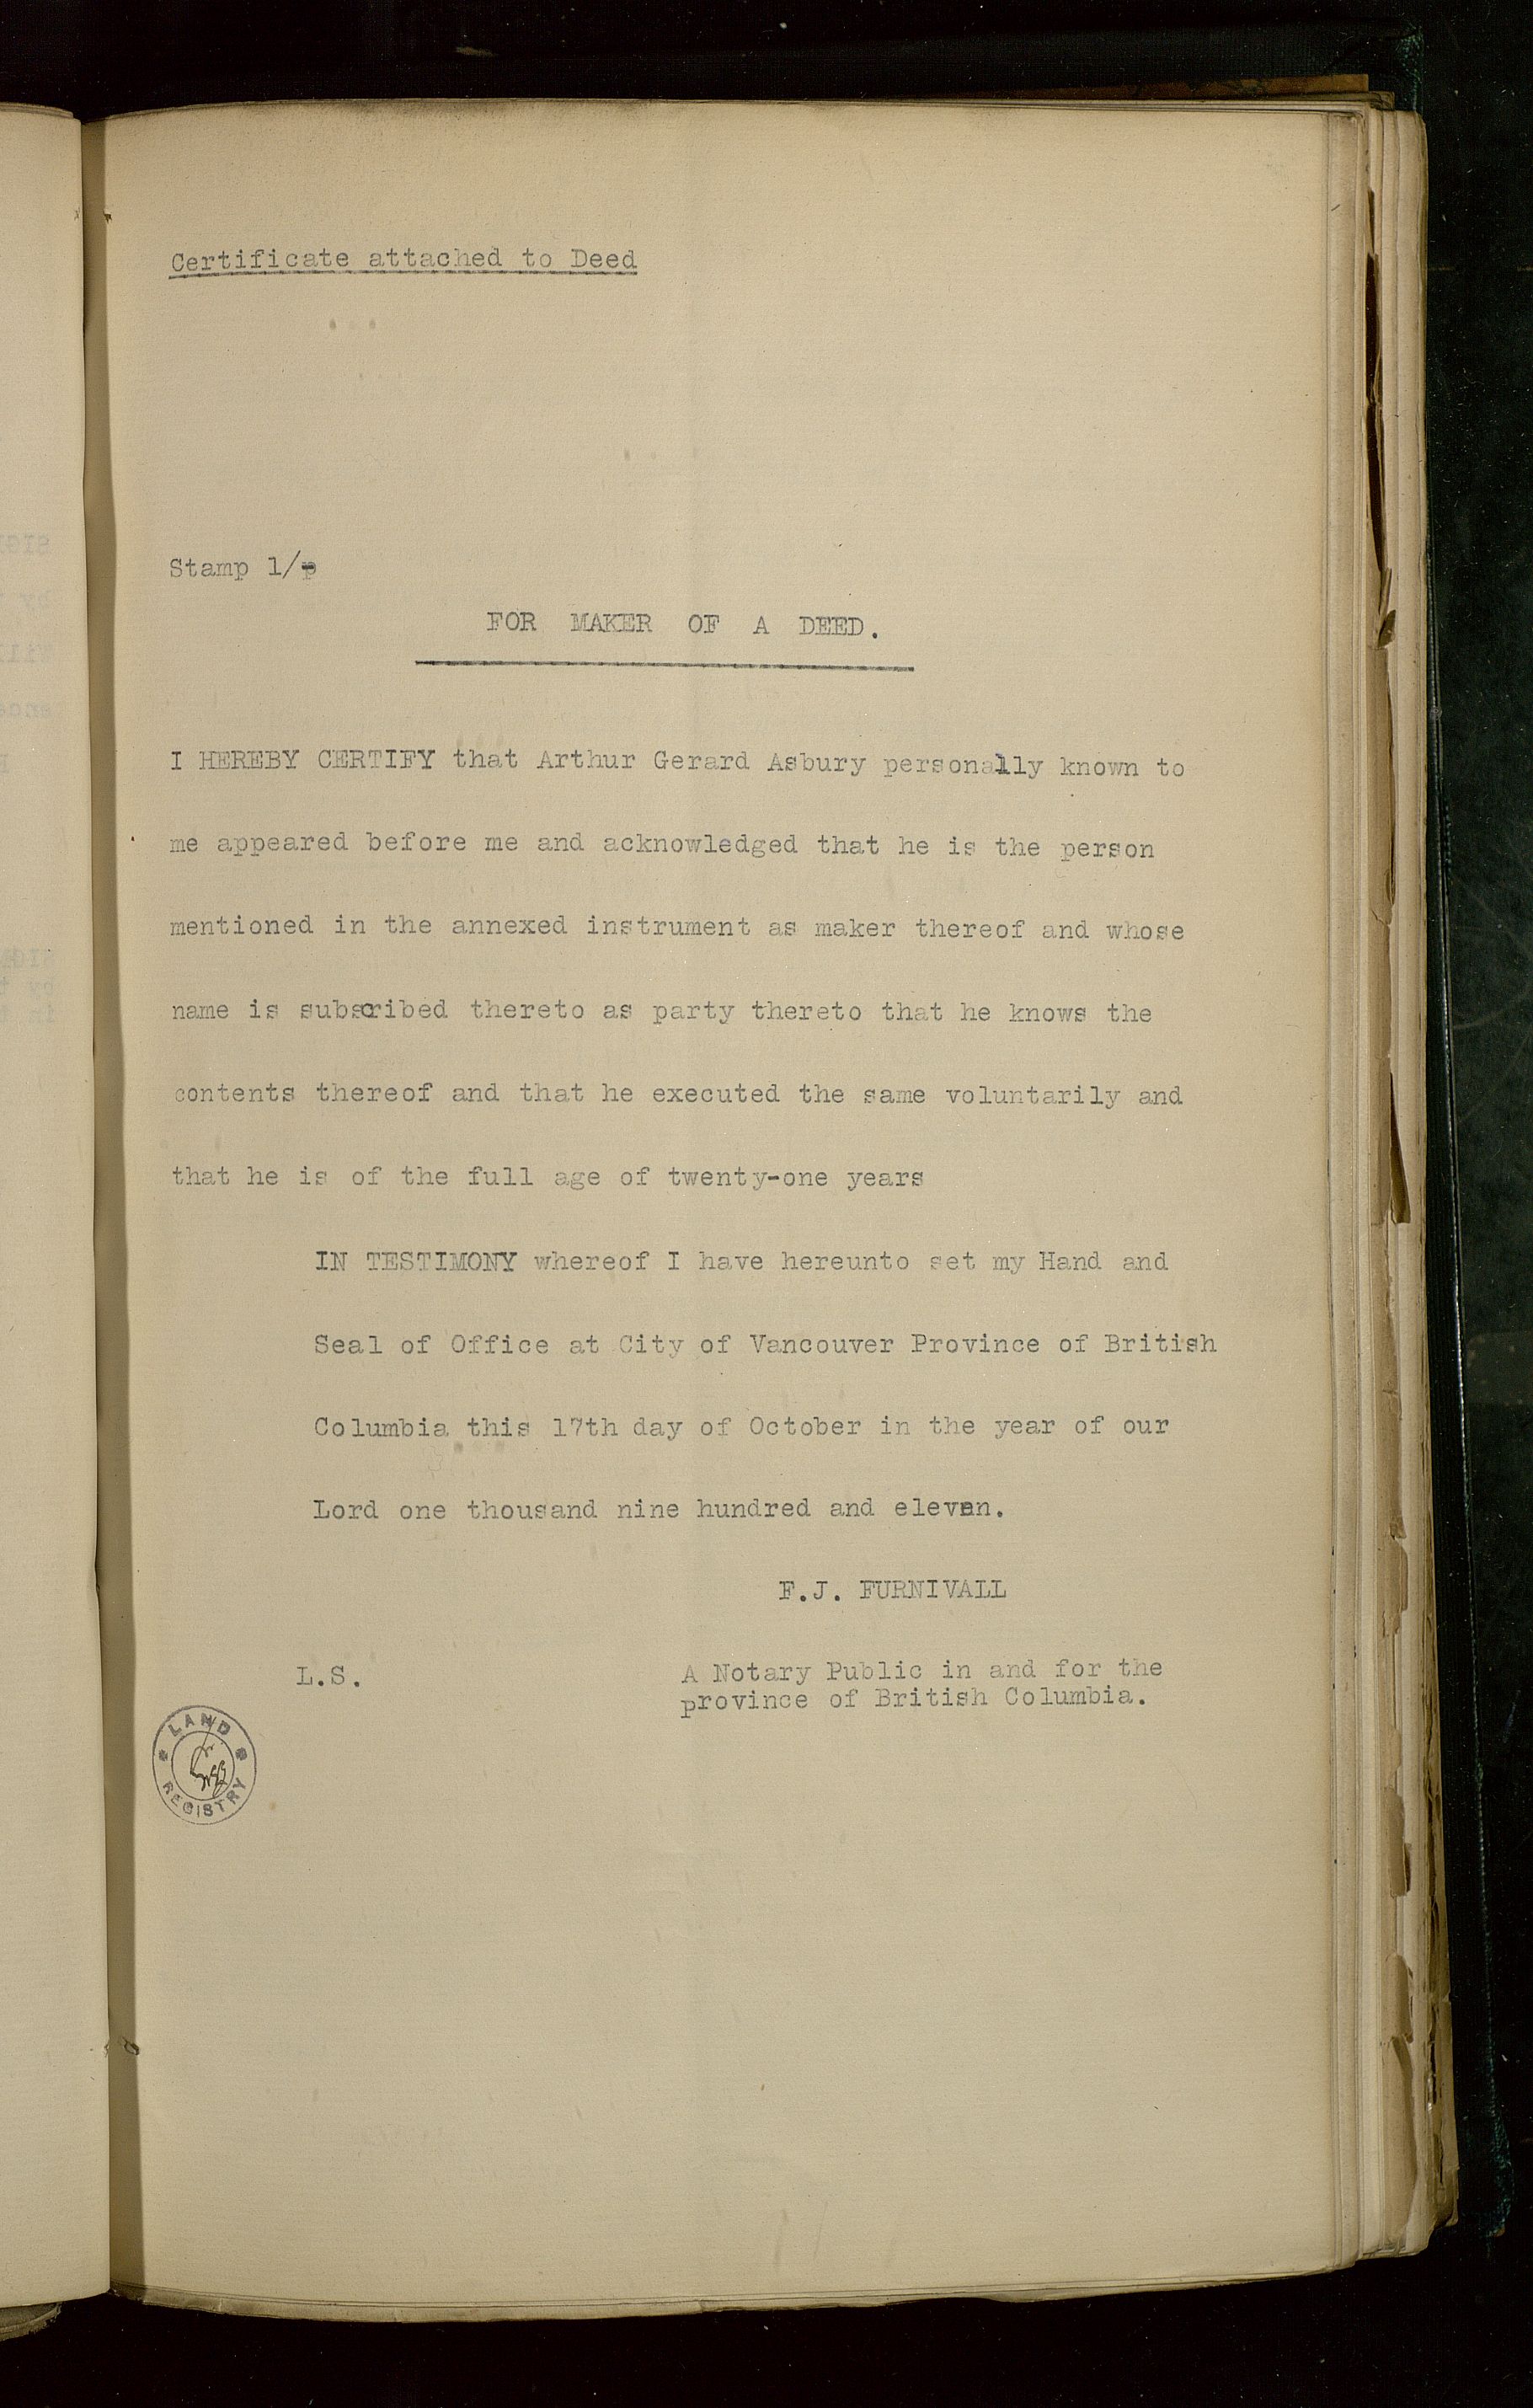 Certificate attached to Deed
Stamp 1/-
FOR MAKER OF A DEED.
I HEREBY CERTIFY that Arthur Gerard Asbury personally known to
me appeared before me and acknowledged that he is the person
mentioned in the annexed instrument as maker thereof and whose
name is subscribed thereto as party thereto that he knows the
contents thereof and that he executed the same voluntarily and
that he is of the full age of twenty-one years
IN TESTIMONY whereof I have hereunto set my Hand and
Seal of Office at City of Vancouver Province of British
Columbia this 17th day of October in the year of our
Lord one thousand nine hundred and eleven.
F.J. FURNIVALL
L.S.
A Notary Public in and for the
province of British Columbia.
LAND
REGISTRY